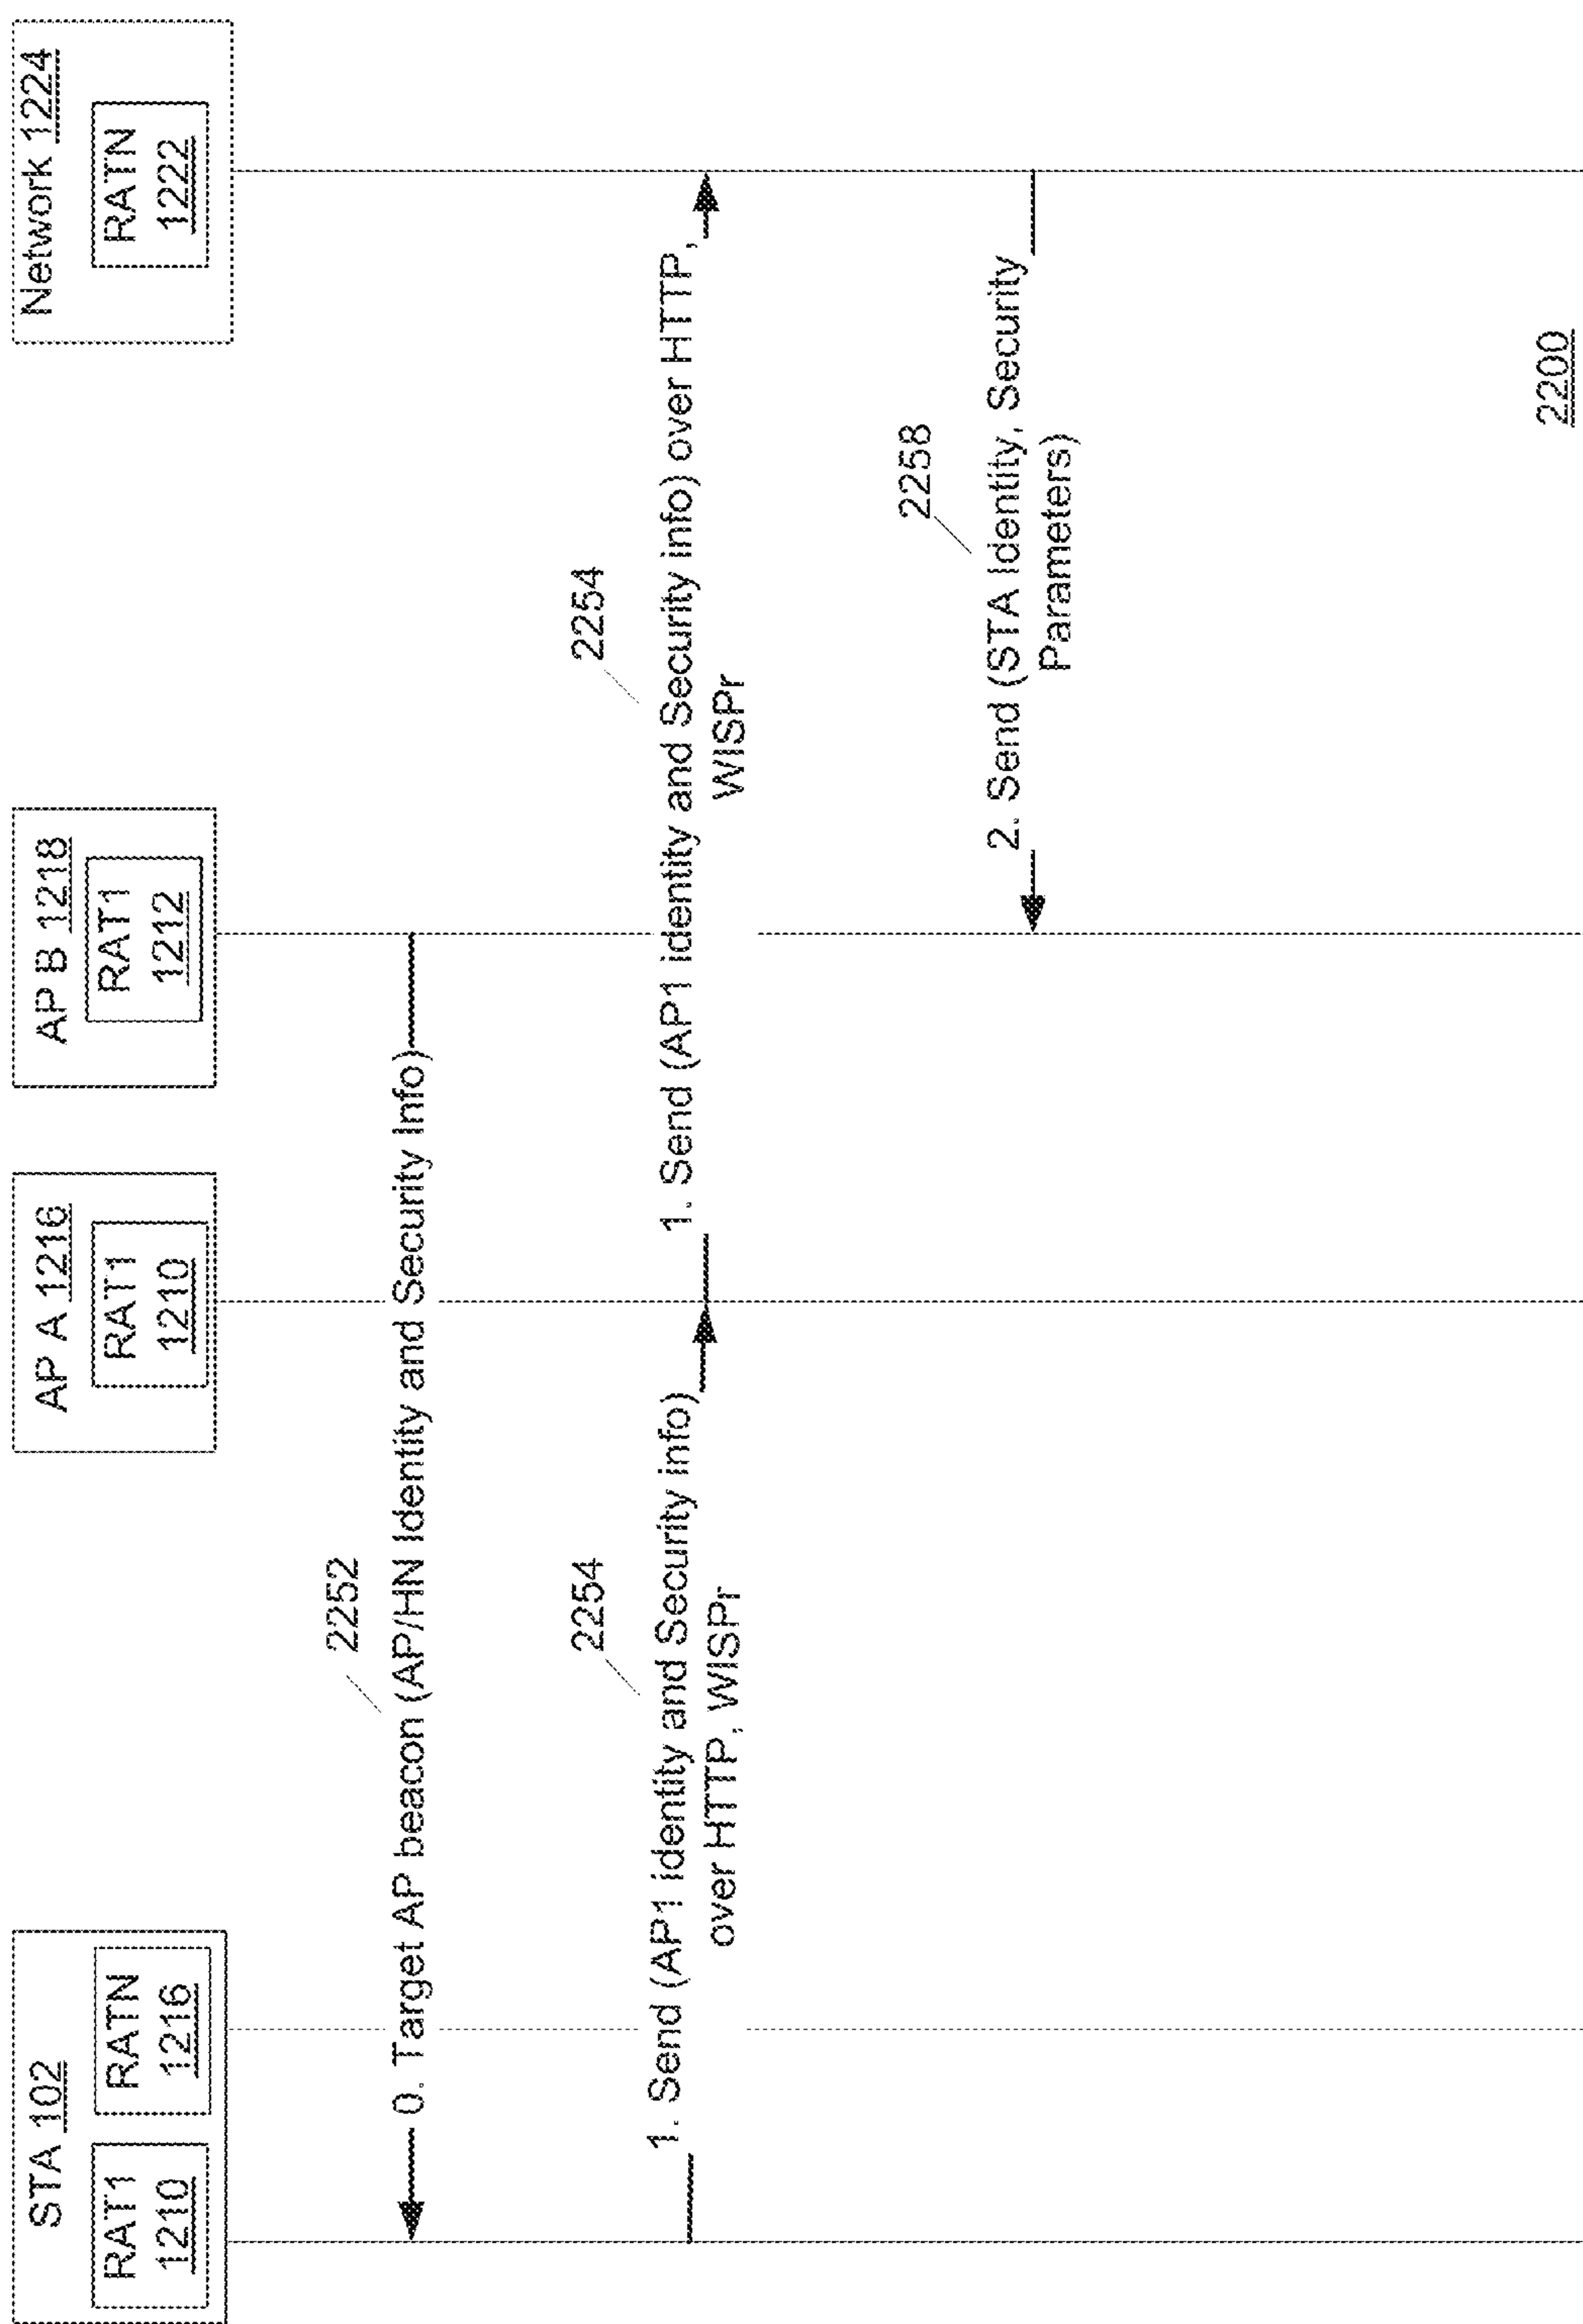 STA 102
RAT1
1210
RATN
1216
AP A 1216
RAT1
1210
AP B 1218
RAT1
1212
Network 1224
RATN
1222
2252
0. Target AP beacon (AP/HN Identity and Security Info)
2254
1. Send (AP1 identity and Security info)
over HTTP, WISPr
2254
1. Send (AP1 identity and Security info) over HTTP,
WISPr
2258
2. Send (STA Identity, Security
Parameters)
2200